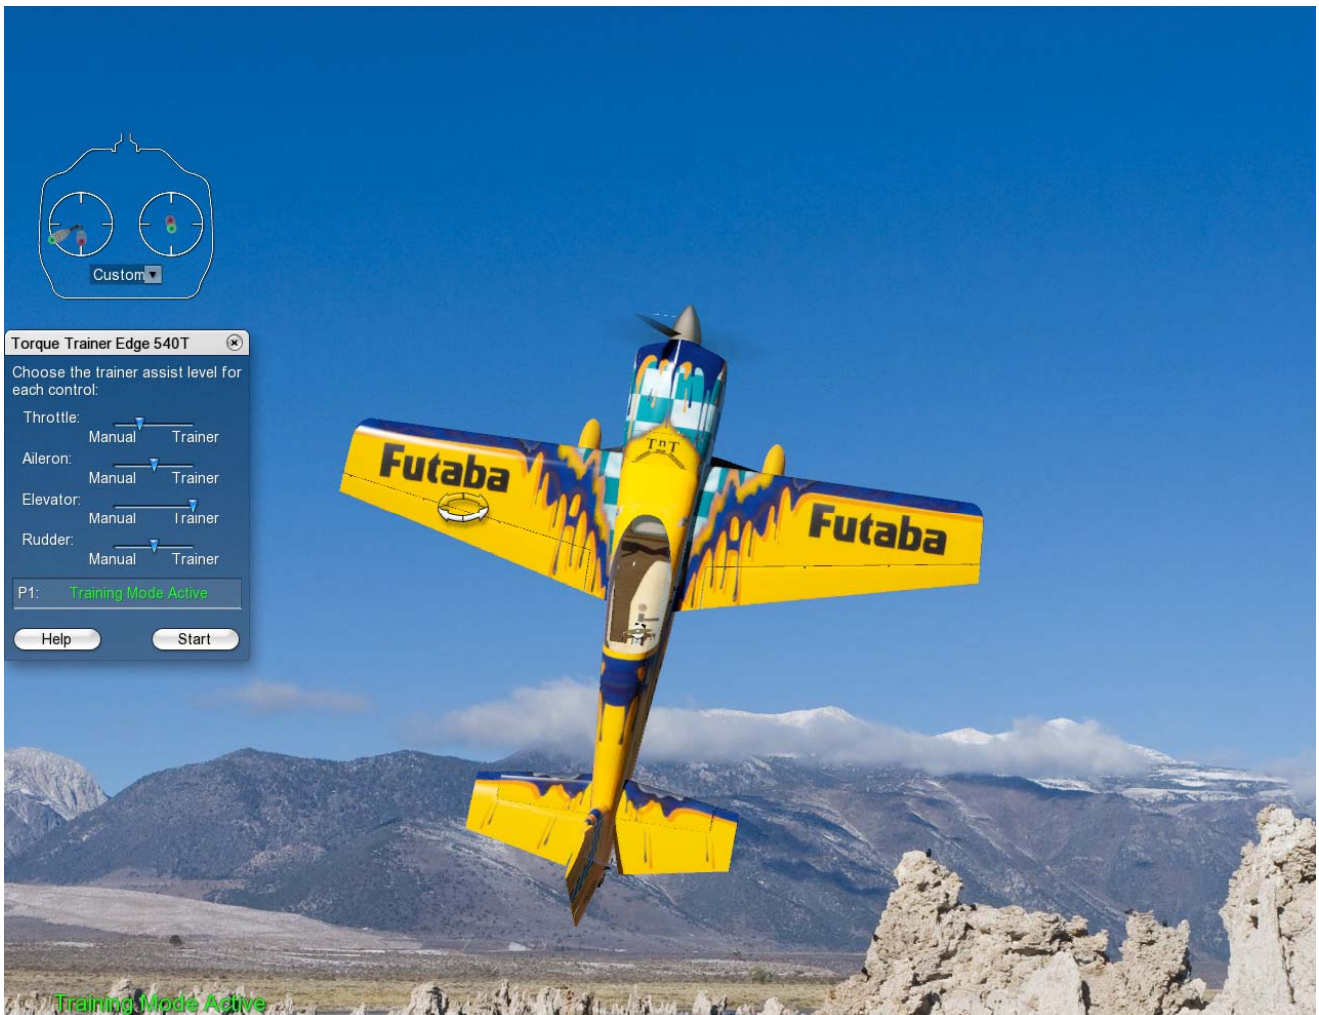 Custom
Torque Trainer Edge 540T
Choose the trainer assist level for
each control:
Throttle:
Manual Trainer
Aileron:
Manual Trainer
Elevator:
Manual Trainer
Rudder:
Manual Trainer
P1: Training Mode Active
Help Start
TnT
Futaba
Futaba
Training Mode Active